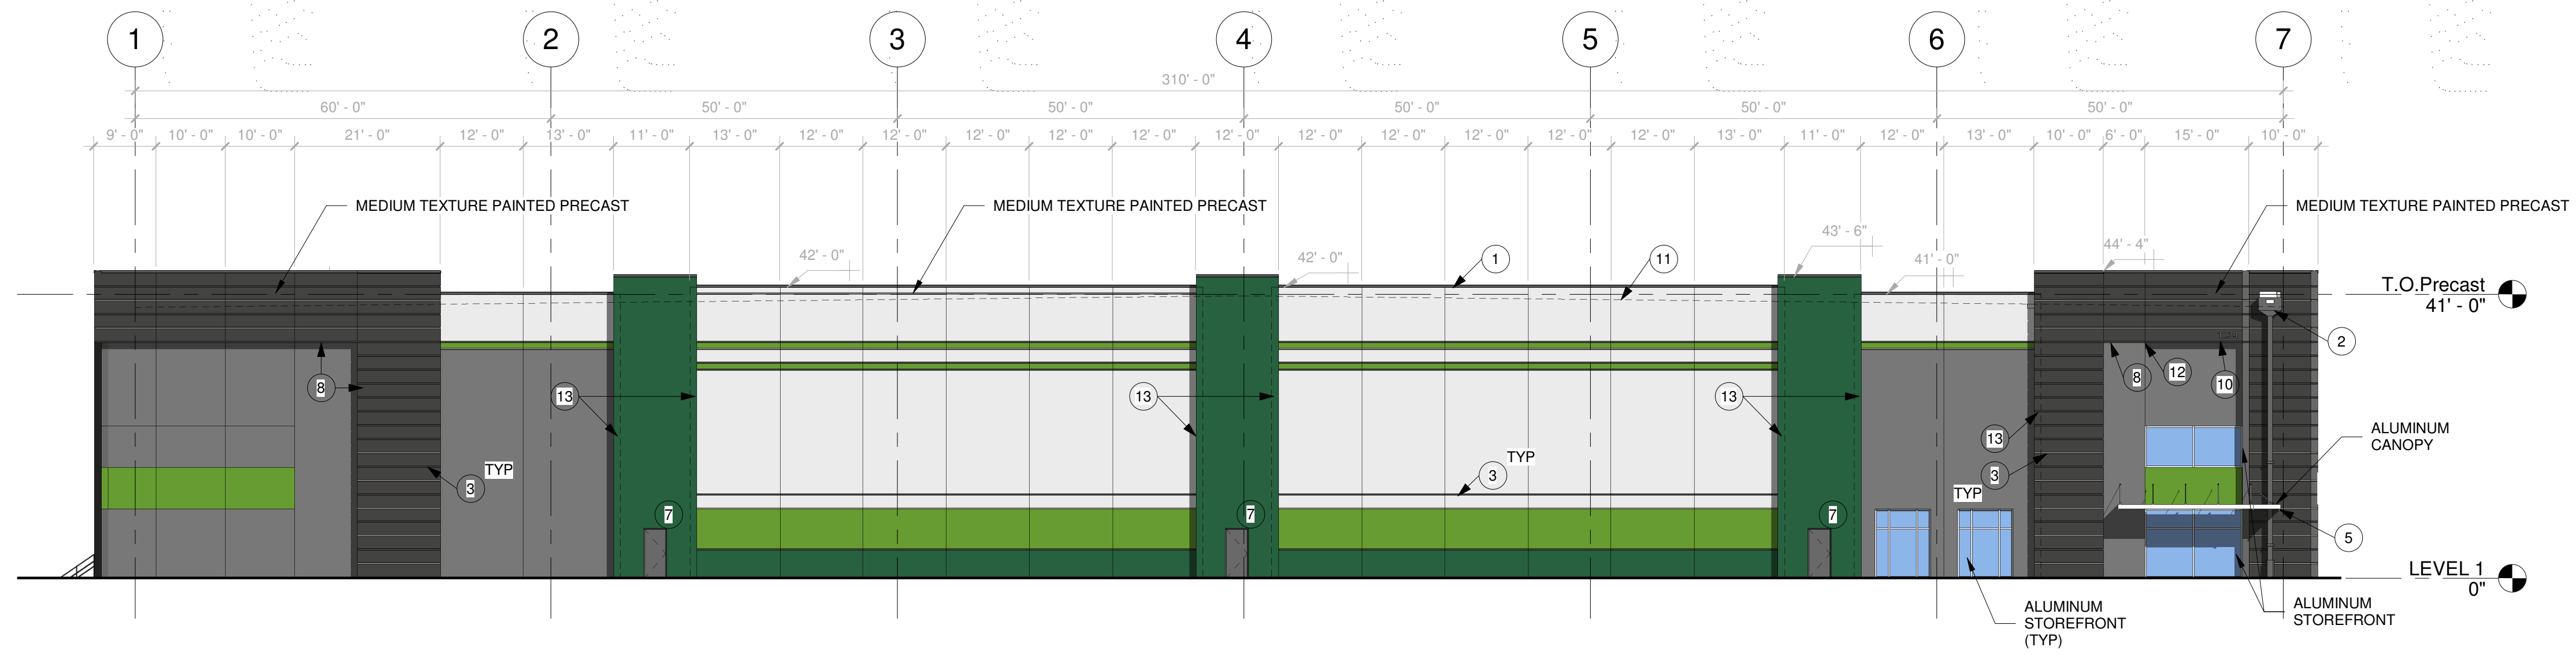 1 2 3 4 5 6 7
310' - 0"
60' - 0" 50' - 0" 50' - 0" 50' - 0" 50' - 0" 50' - 0"
9' - 0" 10' - 0" 10' - 0" 21' - 0" 12' - 0" 13' - 0" 11' - 0" 13' - 0" 12' - 0" 12' - 0" 12' - 0" 12' - 0" 12' - 0" 12' - 0" 12' - 0" 12' - 0" 12' - 0" 12' - 0" 12' - 0" 13' - 0" 11' - 0" 12' - 0" 13' - 0" 10' - 0" 6' - 0" 15' - 0" 10' - 0"
MEDIUM TEXTURE PAINTED PRECAST
MEDIUM TEXTURE PAINTED PRECAST
MEDIUM TEXTURE PAINTED PRECAST
42' - 0"
42' - 0"
1
11
43' - 6"
41' - 0"
44' - 4"
T.O.Precast
41' - 0"
2
8
13
13
13
8
12
10
13
3
TYP
3
TYP
3
TYP
ALUMINUM
CANOPY
7
7
7
5
LEVEL 1
0"
ALUMINUM
STOREFRONT
(TYP)
ALUMINUM
STOREFRONT